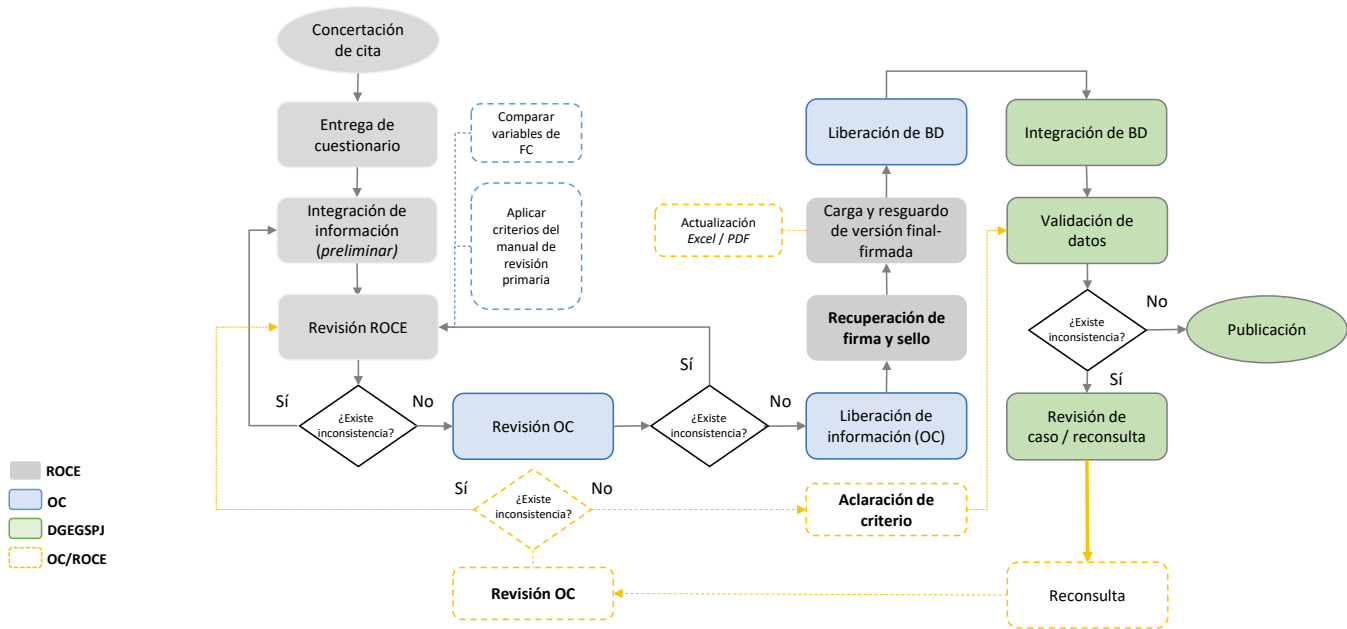 Concertación
de cita
Entrega de
cuestionario
Integración de
información
(preliminar)
Revisión ROCE
Comparar
variables de
FC
Aplicar
criterios del
manual de
revisión
primaria
Sí
¿Existe
inconsistencia?
No
Revisión OC
Sí
¿Existe
inconsistencia?
No
Liberación de
información (OC)
Recuperación de
firma y sello
Actualización
Excel / PDF
Carga y resguardo
de versión final-
firmada
Liberación de BD
Integración de BD
Validación de
datos
¿Existe
inconsistencia?
No
Publicación
Sí
Revisión de
caso / reconsulta
Reconsulta
Revisión OC
Sí
¿Existe
inconsistencia?
No
Aclaración de
criterio
ROCE
OC
DGEGSPJ
OC/ROCE